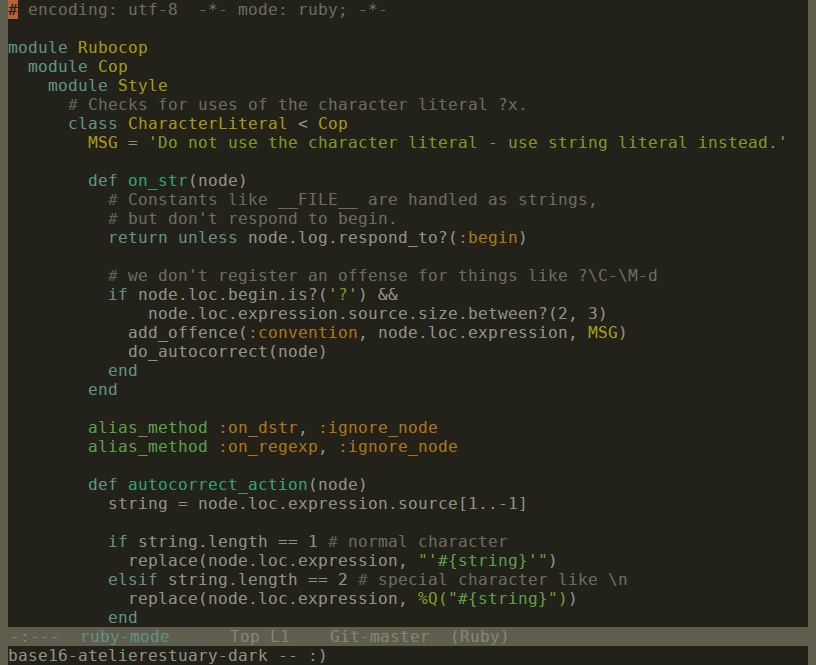 # encoding: utf-8  -*- mode: ruby; -*-

module Rubocop
  module Cop
    module Style
      # Checks for uses of the character literal ?x.
      class CharacterLiteral < Cop
        MSG = 'Do not use the character literal - use string literal instead.'

        def on_str(node)
          # Constants like __FILE__ are handled as strings,
          # but don't respond to begin.
          return unless node.log.respond_to?(:begin)

          # we don't register an offense for things like ?\C-\M-d
          if node.loc.begin.is?('?') &&
              node.loc.expression.source.size.between?(2, 3)
            add_offence(:convention, node.loc.expression, MSG)
            do_autocorrect(node)
          end
        end

        alias_method :on_dstr, :ignore_node
        alias_method :on_regexp, :ignore_node

        def autocorrect_action(node)
          string = node.loc.expression.source[1..-1]

          if string.length == 1 # normal character
            replace(node.loc.expression, "'#{string}'")
          elsif string.length == 2 # special character like \n
            replace(node.loc.expression, %Q("#{string}"))
          end
-:---  ruby-mode      Top L1    Git-master  (Ruby)
base16-atelierestuary-dark -- :)